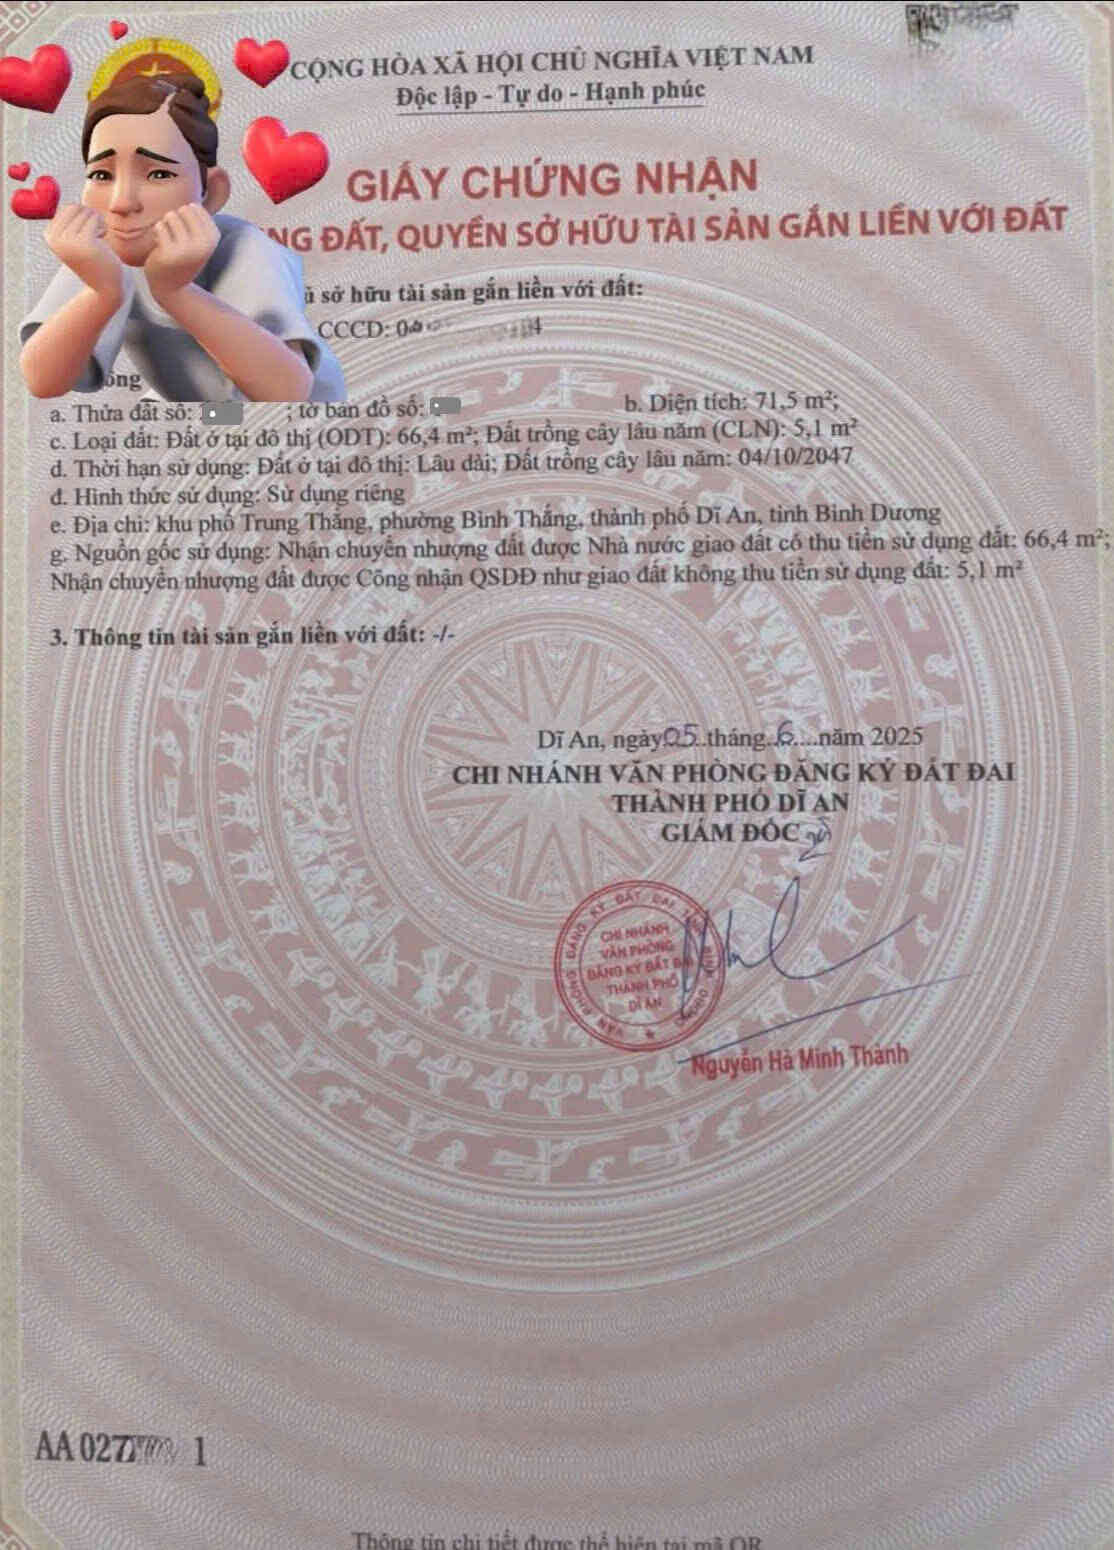 CỘNG HÒA XÃ HỘI CHỦ NGHĨA VIỆT NAM
Độc lập - Tự do - Hạnh phúc
GIẤY CHỨNG NHẬN
NG ĐẤT, QUYỀN SỞ HỮU TÀI SẢN GẮN LIỀN VỚI ĐẤT
sở hữu tài sản gắn liền với đất:
CCCD: 0 4
ông
a. Thửa đất số: ; tờ bản đồ số: b. Diện tích: 71,5 m²;
c. Loại đất: Đất ở tại đô thị (ODT): 66,4 m²; Đất trồng cây lâu năm (CLN): 5,1 m²
d. Thời hạn sử dụng: Đất ở tại đô thị: Lâu dài; Đất trồng cây lâu năm: 04/10/2047
đ. Hình thức sử dụng: Sử dụng riêng
e. Địa chỉ: khu phố Trung Thắng, phường Bình Thắng, thành phố Dĩ An, tỉnh Bình Dương
g. Nguồn gốc sử dụng: Nhận chuyển nhượng đất được Nhà nước giao đất có thu tiền sử dụng đất: 66,4 m²;
Nhận chuyển nhượng đất được Công nhận QSDĐ như giao đất không thu tiền sử dụng đất: 5,1 m²
3. Thông tin tài sản gắn liền với đất: -/-
Dĩ An, ngày 05 tháng 6 năm 2025
CHI NHÁNH VĂN PHÒNG ĐĂNG KÝ ĐẤT ĐAI
THÀNH PHỐ DĨ AN
GIÁM ĐỐC
CHI NHÁNH
VĂN PHÒNG
ĐĂNG KÝ ĐẤT ĐAI
THÀNH PHỐ
DĨ AN
Nguyễn Hà Minh Thành
AA 027 1
Thông tin chi tiết được thể hiện tại mã QR